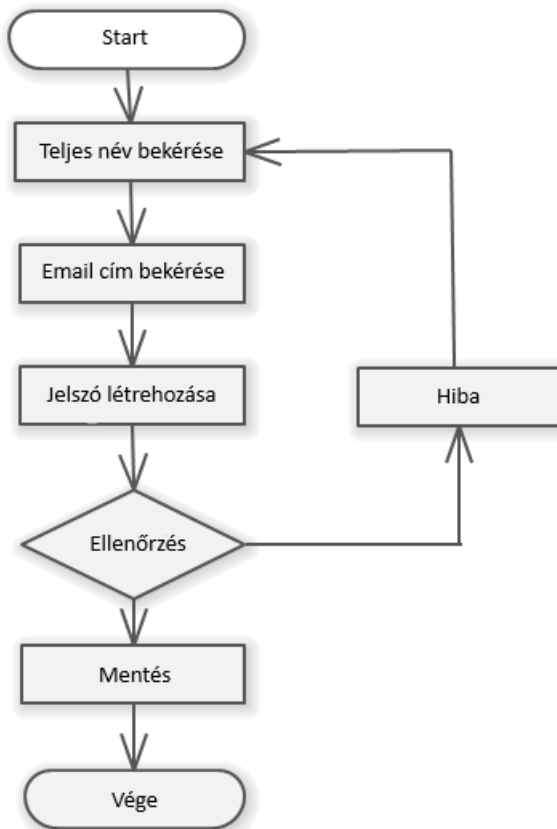 Start
Teljes név bekérése
Email cím bekérése
Jelszó létrehozása
Hiba
Ellenőrzés
Mentés
Vége